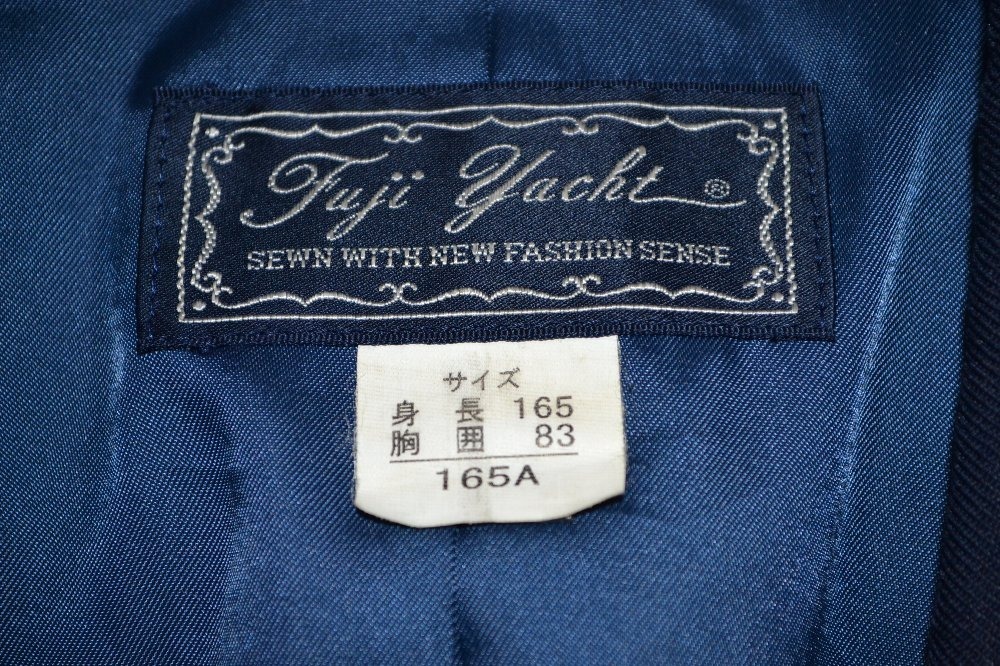 Fuji Yacht ®
SEWN WITH NEW FASHION SENSE
サイズ
身長 165
胸囲 83
165A